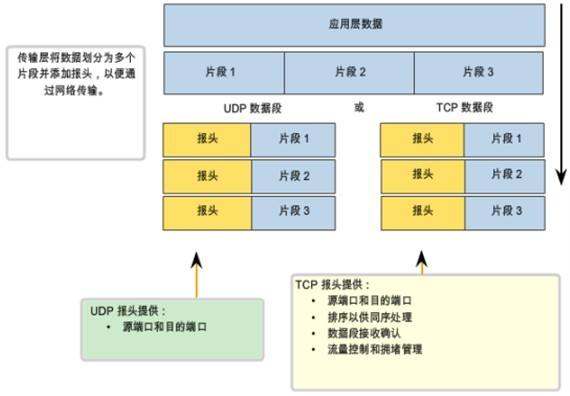 应用层数据
传输层将数据划分为多个
片段并添加报头，以便通
过网络传输。
片段 1 片段 2 片段 3
UDP 数据段 或 TCP 数据段
报头 片段 1 报头 片段 1
报头 片段 2 报头 片段 2
报头 片段 3 报头 片段 3
UDP 报头提供：
• 源端口和目的端口
TCP 报头提供：
• 源端口和目的端口
• 排序以供同序处理
• 数据段接收确认
• 流量控制和拥堵管理